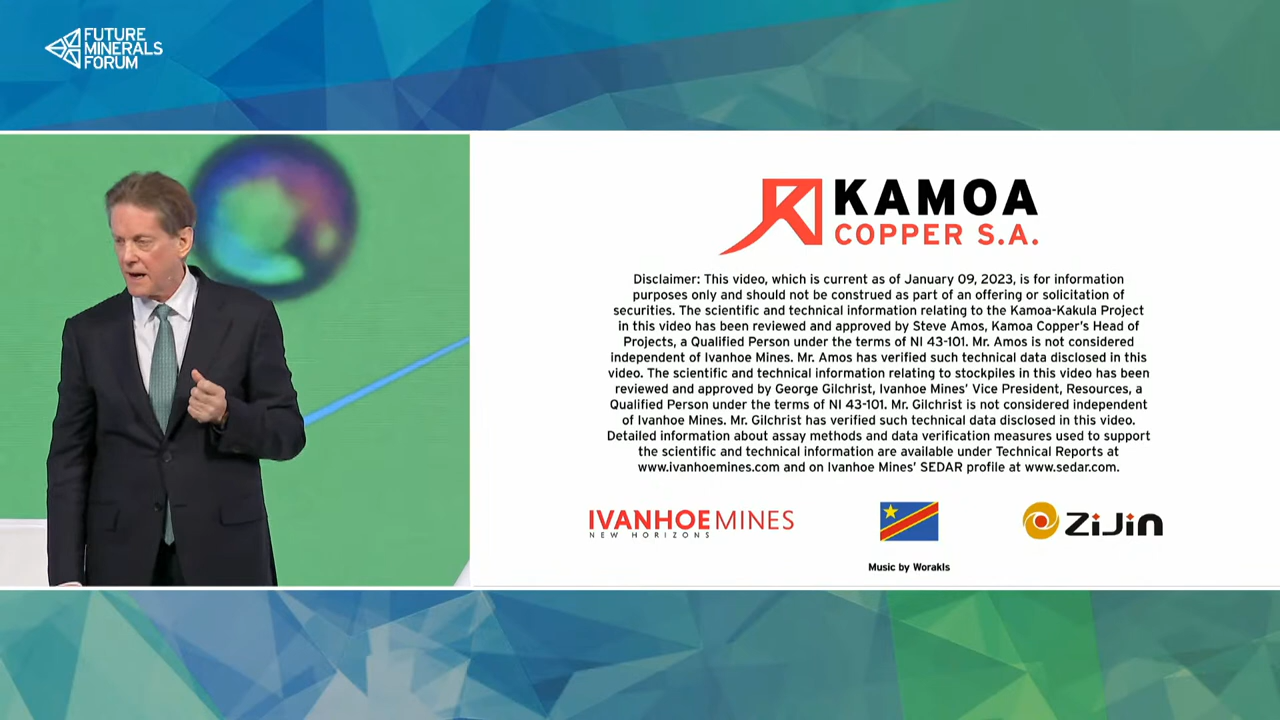 FUTURE
MINERALS
FORUM
KAMOA
COPPER S.A.
Disclaimer: This video, which is current as of January 09, 2023, is for information
purposes only and should not be construed as part of an offering or solicitation of
securities. The scientific and technical information relating to the Kamoa-Kakula Project
in this video has been reviewed and approved by Steve Amos, Kamoa Copper's Head of
Projects, a Qualified Person under the terms of NI 43-101. Mr. Amos is not considered
independent of Ivanhoe Mines. Mr. Amos has verified such technical data disclosed in this
video. The scientific and technical information relating to stockpiles in this video has been
reviewed and approved by George Gilchrist, Ivanhoe Mines' Vice President, Resources, a
Qualified Person under the terms of NI 43-101. Mr. Gilchrist is not considered independent
of Ivanhoe Mines. Mr. Gilchrist has verified such technical data disclosed in this video.
Detailed information about assay methods and data verification measures used to support
the scientific and technical information are available under Technical Reports at
www.ivanhoemines.com and on Ivanhoe Mines' SEDAR profile at www.sedar.com.
IVANHOE MINES
NEW HORIZONS
ZiJin
Music by Worakls